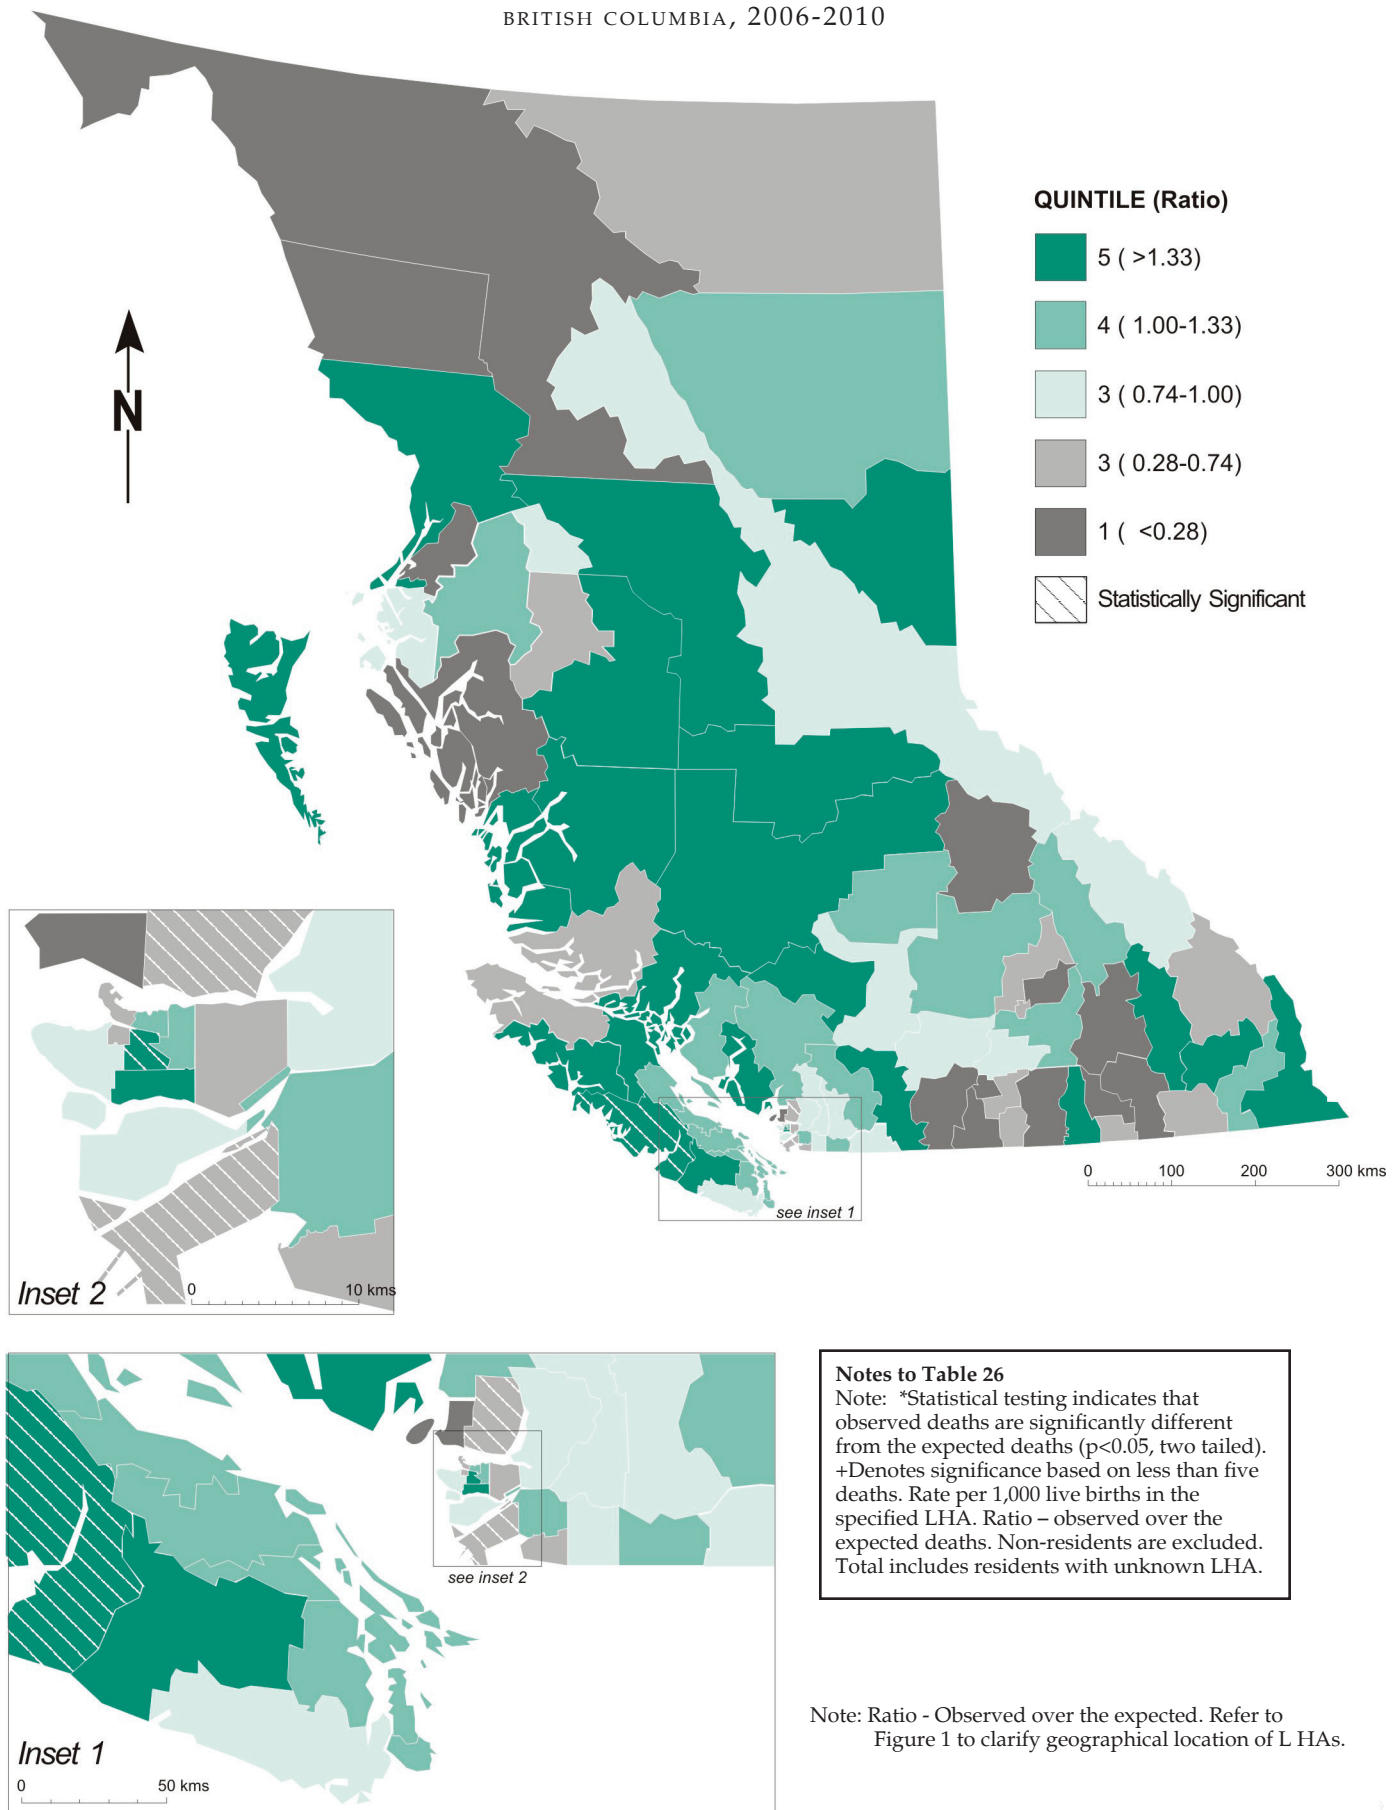 BRITISH COLUMBIA, 2006-2010
QUINTILE (Ratio)
5 ( >1.33)
4 ( 1.00-1.33)
3 ( 0.74-1.00)
3 ( 0.28-0.74)
1 ( <0.28)
Statistically Significant
N
0 100 200 300 kms
see inset 1
Inset 2
0 10 kms
Notes to Table 26
Note: *Statistical testing indicates that
observed deaths are significantly different
from the expected deaths (p<0.05, two tailed).
+Denotes significance based on less than five
deaths. Rate per 1,000 live births in the
specified LHA. Ratio – observed over the
expected deaths. Non-residents are excluded.
Total includes residents with unknown LHA.
see inset 2
Inset 1
0 50 kms
Note: Ratio - Observed over the expected. Refer to
Figure 1 to clarify geographical location of L HAs.